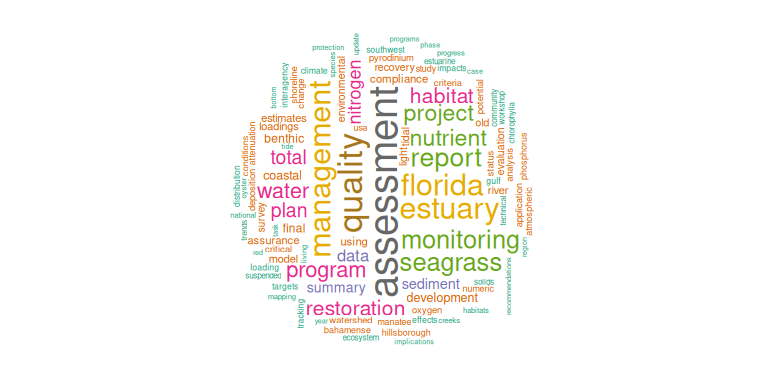 programs
protection
update
phase
southwest
progress
pyrodinium
estuarine
climate
species
environmental
nitrogen
recovery
study
impacts
case
compliance
criteria
potential
bottom
interagency
shoreline
change
management
assessment
habitat
community
workshop
chlorophylla
estimates
loadings
usa
quality
project
old
benthic
tide
light
tidal
nutrient
evaluation
total
report
status
analysis
phosphorus
conditions
attenuation
coastal
florida
gulf
distribution
oyster
deposition
water
river
plan
estuary
technical
application
atmospheric
national
survey
trends
task
final
assurance
using
monitoring
region
red
critical
living
model
data
seagrass
loading
program
suspended
targets
summary
sediment
solids
numeric
recommendations
mapping
development
tracking
restoration
oxygen
habitats
year
watershed
manatee
effects
creeks
bahamense
hillsborough
ecosystem
implications